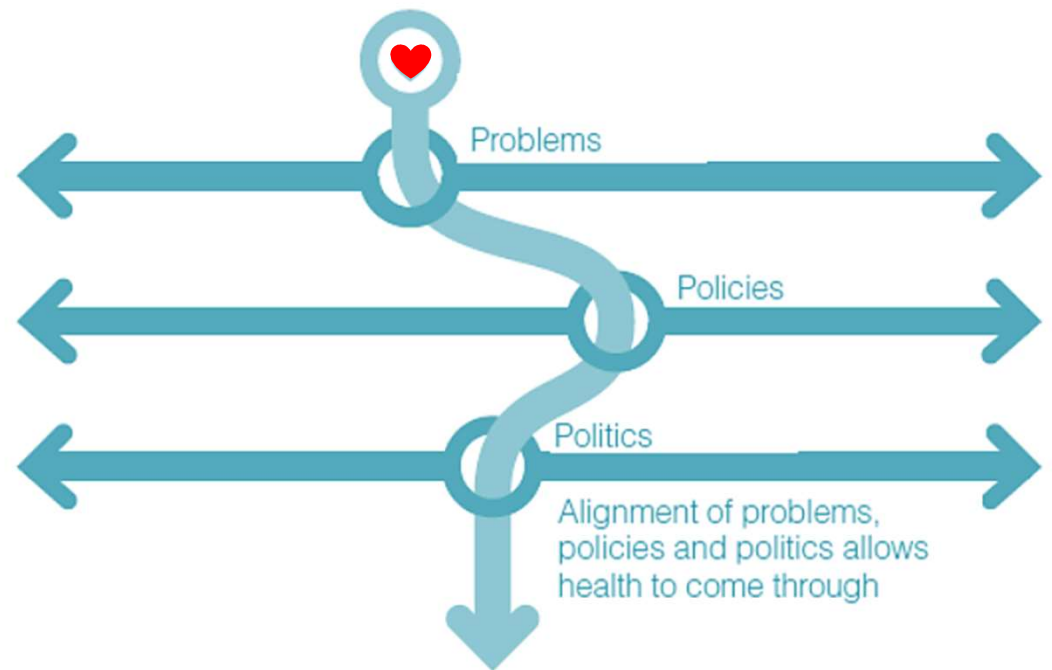 Problems
Policies
Politics
Alignment of problems,
policies and politics allows
health to come through